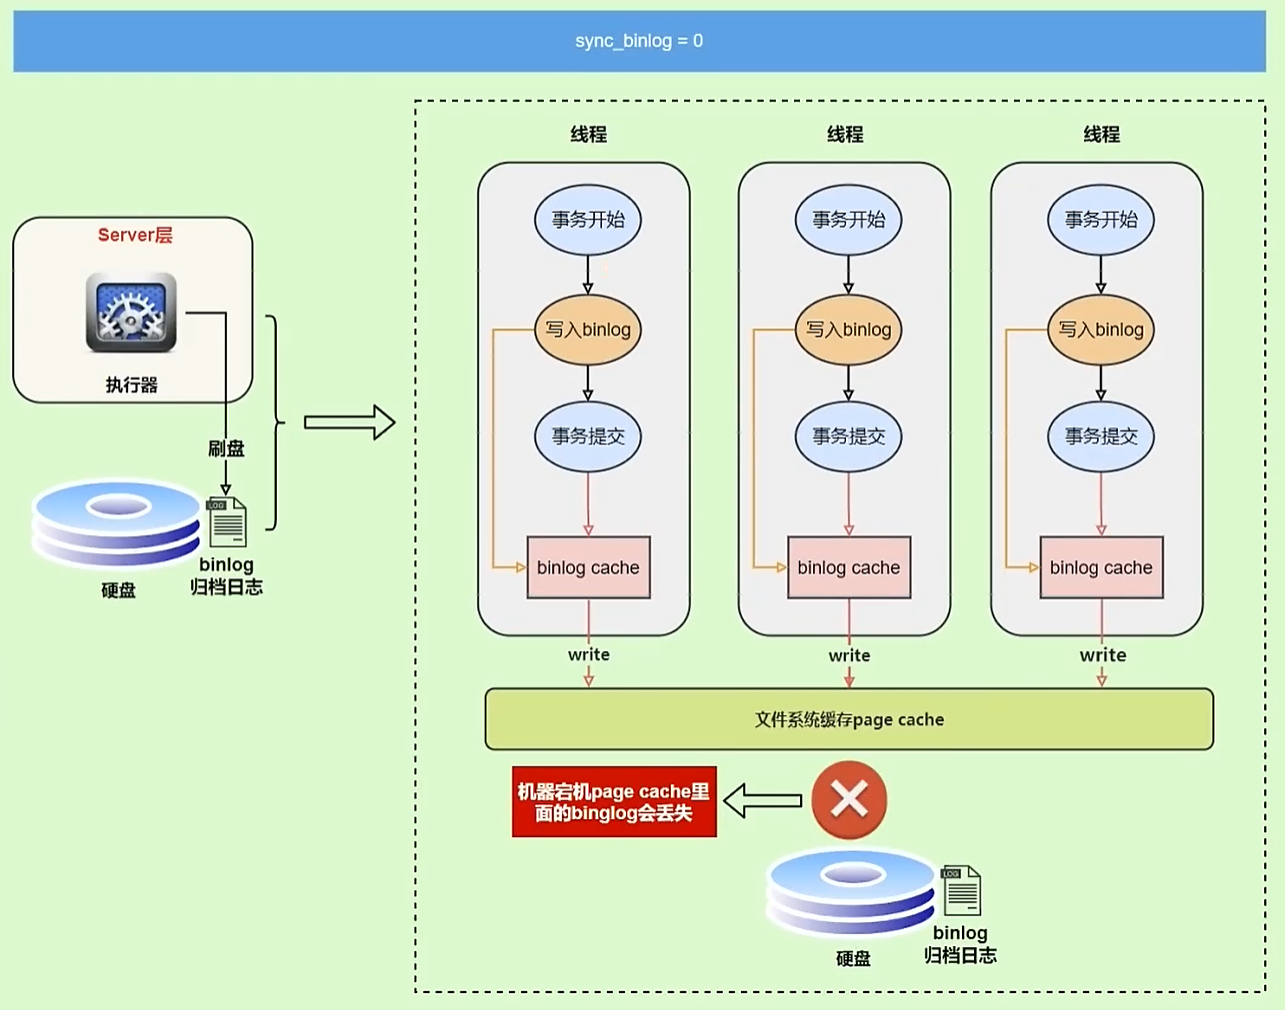 sync_binlog = 0
Server层
执行器
刷盘
LOG
硬盘
binlog
归档日志
线程
线程
线程
事务开始
事务开始
事务开始
写入binlog
写入binlog
写入binlog
事务提交
事务提交
事务提交
binlog cache
binlog cache
binlog cache
write
write
write
文件系统缓存page cache
机器宕机page cache里
面的binglog会丢失
LOG
硬盘
binlog
归档日志